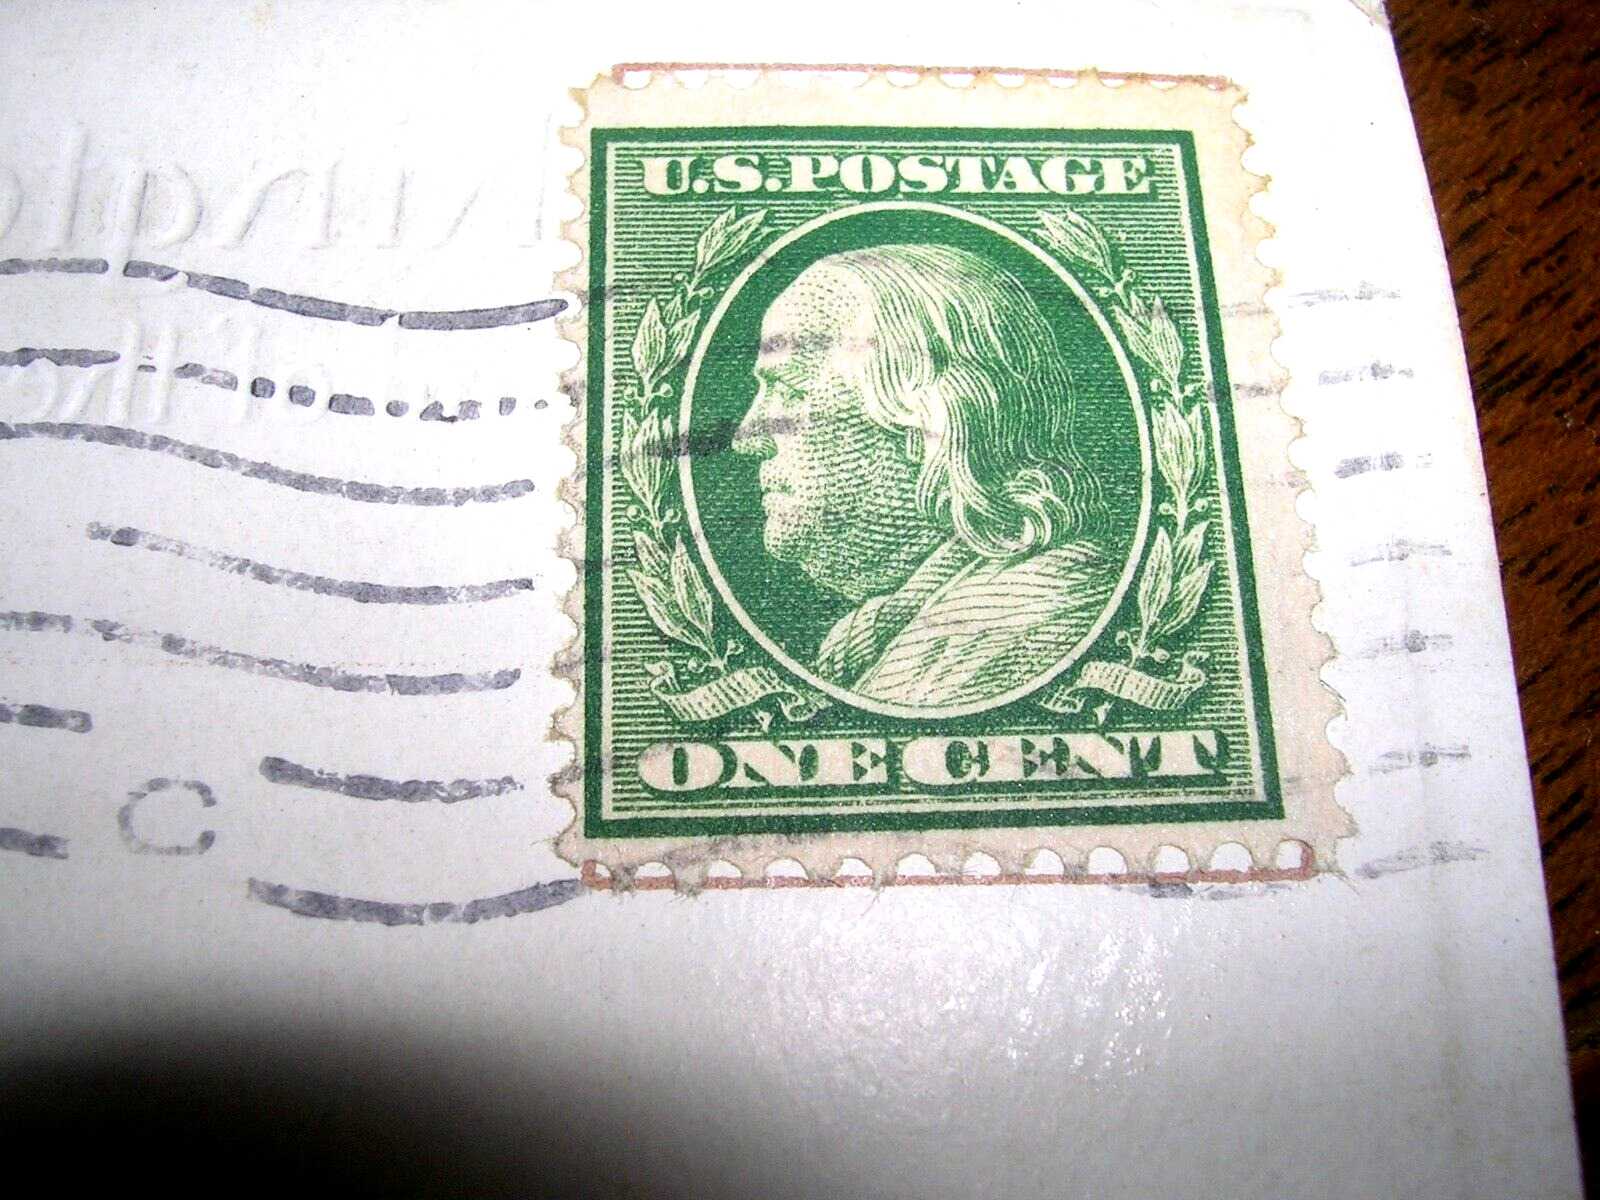 U.S. POSTAGE
ONE CENT
C